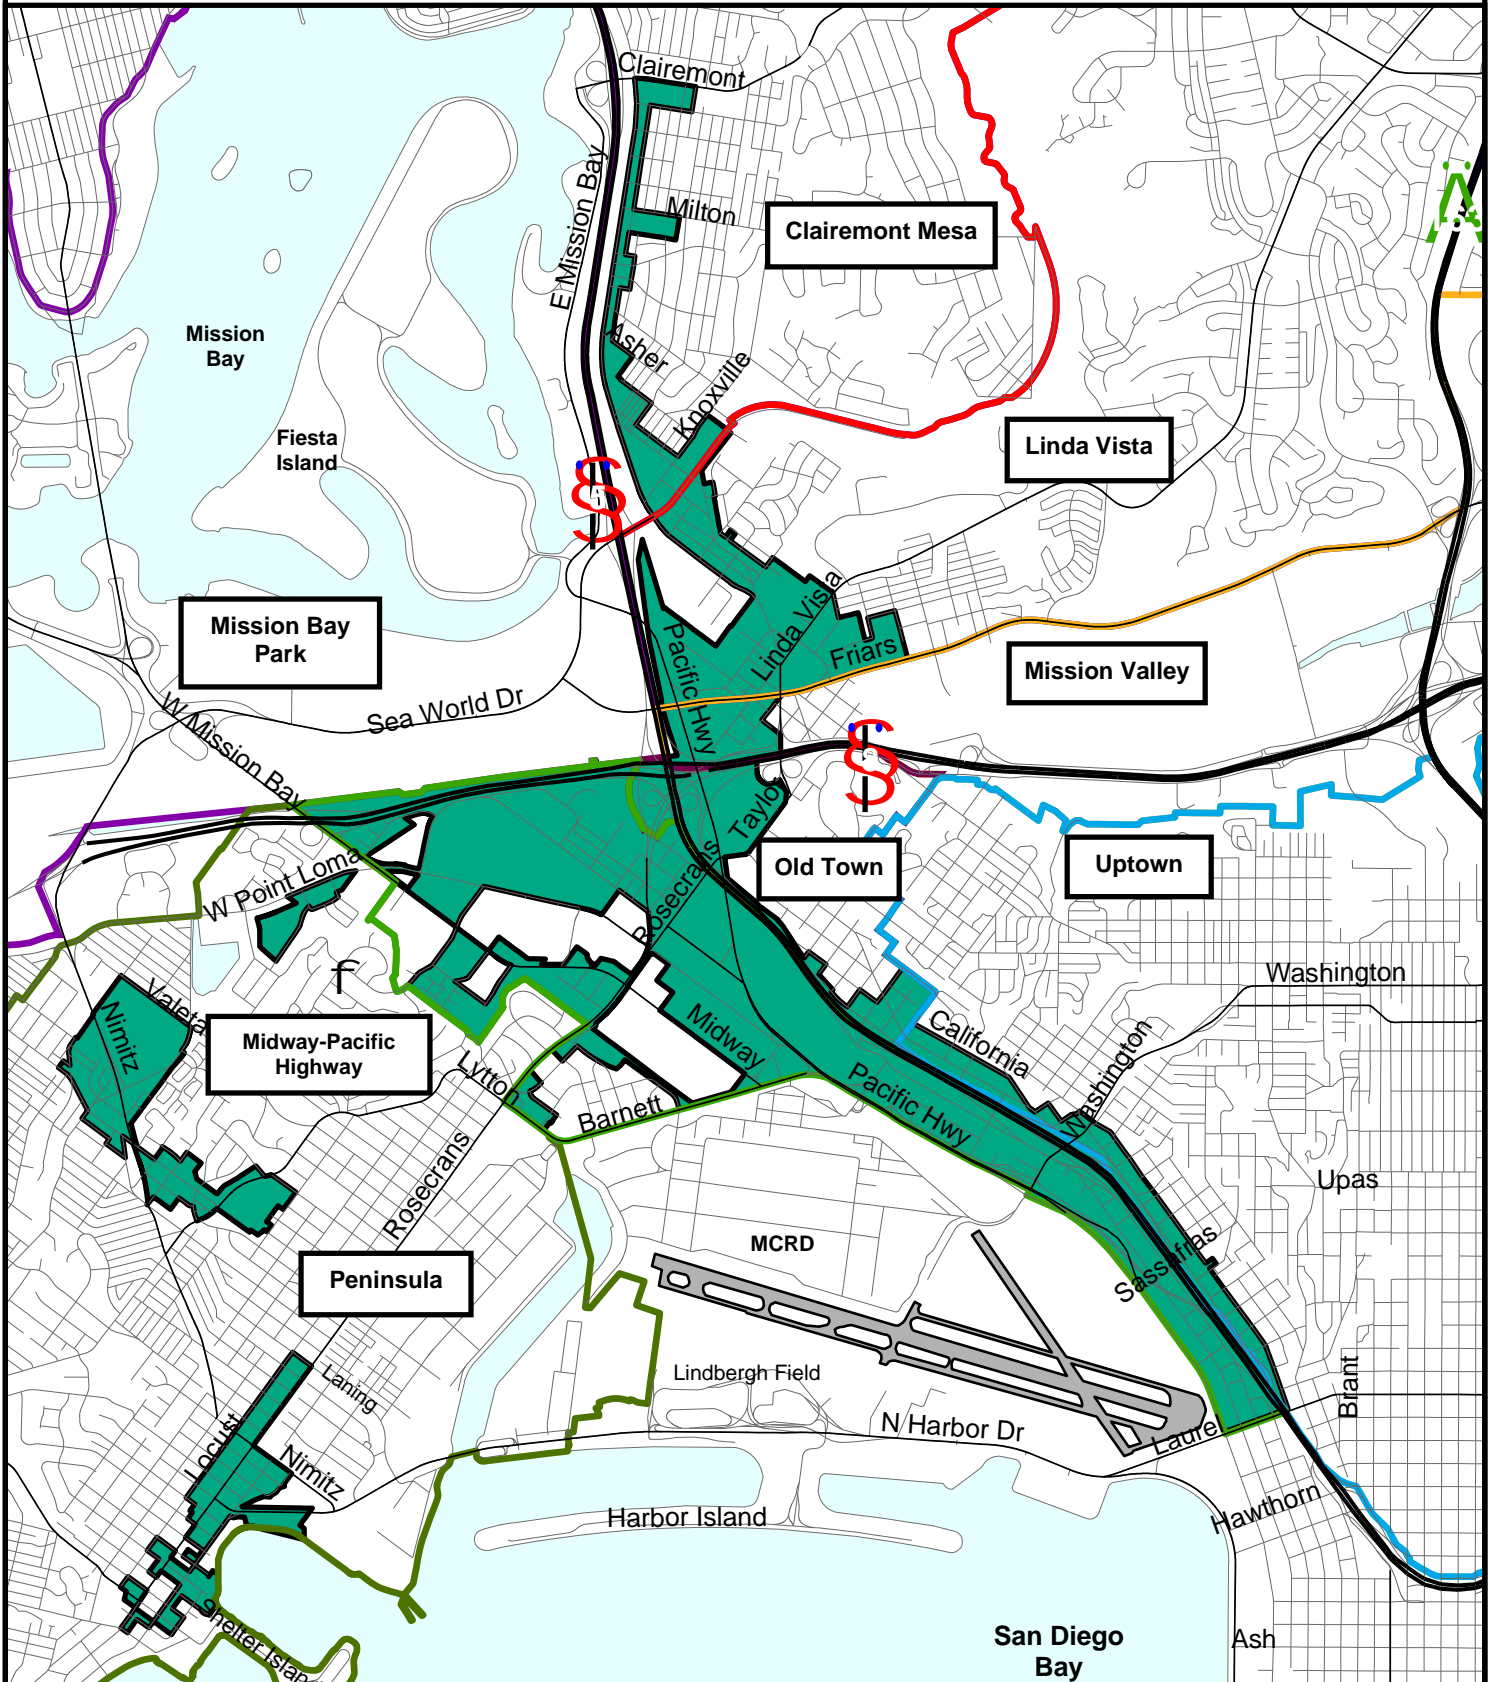 Clairemont
E Mission Bay
Milton
Clairemont Mesa
Mission
Bay
Asher
Knoxville
Fiesta
Island
Linda Vista
Mission Bay
Park
Linda Vista
Friars
Pacific Hwy
Mission Valley
Sea World Dr
W Mission Bay
Taylor
Rosecrans
Old Town
Uptown
W Point Loma
Washington
f
Valeta
Nimitz
Midway-Pacific
Highway
Midway
California
Washington
Lytton
Barnett
Pacific Hwy
Rosecrans
Upas
MCRD
Sassafras
Peninsula
Lindbergh Field
Laning
Brant
Locust
N Harbor Dr
Laure
Nimitz
Hawthorn
Harbor Island
Shelter Islan
San Diego
Bay
Ash